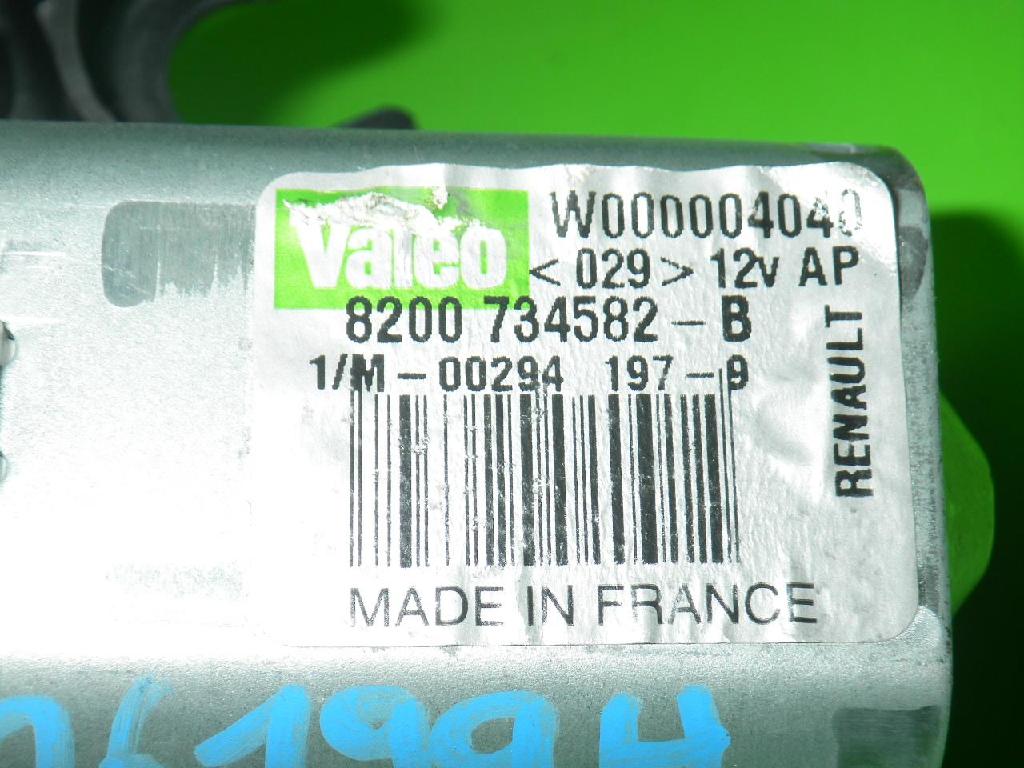 Valeo W000004040
<029> 12v AP
8200 734582-B
1/M-00294 197-9
RENAULT
MADE IN FRANCE